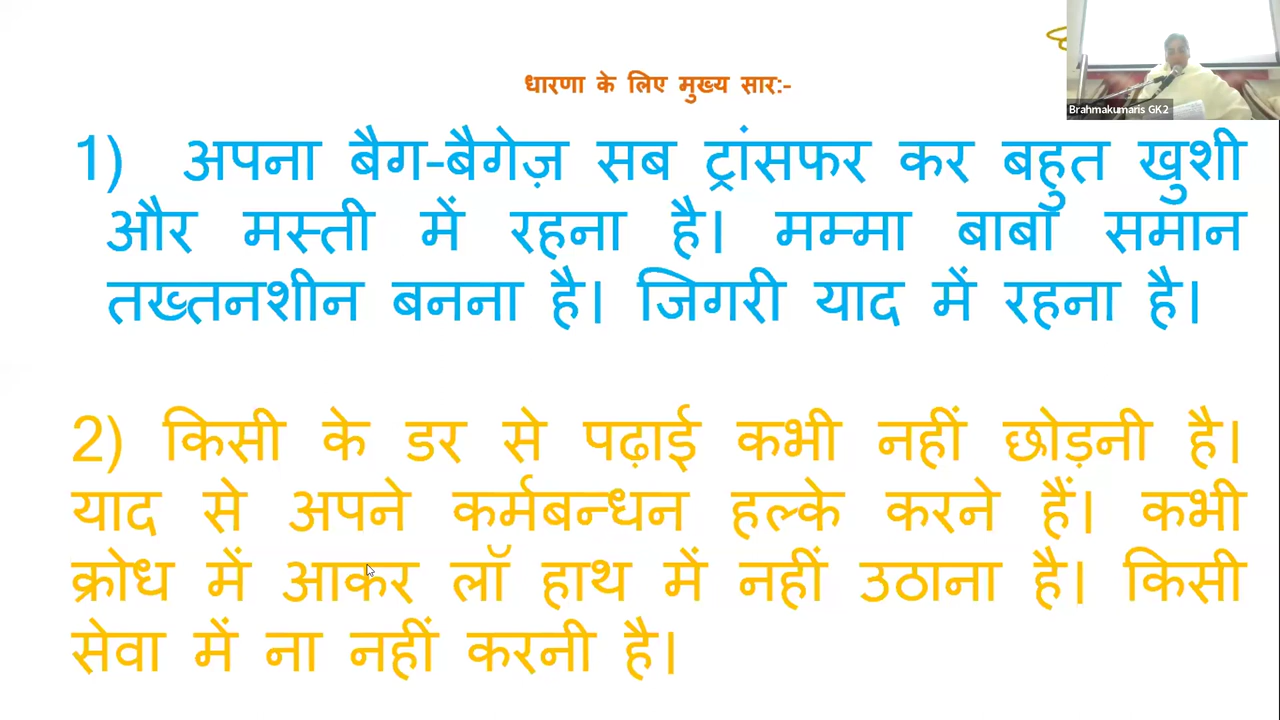 धारणा के लिए मुख्य सार:-
Brahmakumaris GK2
1) अपना बैग-बैगेज़ सब ट्रांसफर कर बहुत खुशी
और मस्ती में रहना है। मम्मा बाबा समान
तख्तनशीन बनना है। जिगरी याद में रहना है।
2) किसी के डर से पढ़ाई कभी नहीं छोड़नी है।
याद से अपने कर्मबन्धन हल्के करने हैं। कभी
क्रोध में आकर लॉ हाथ में नहीं उठाना है। किसी
सेवा में ना नहीं करनी है।